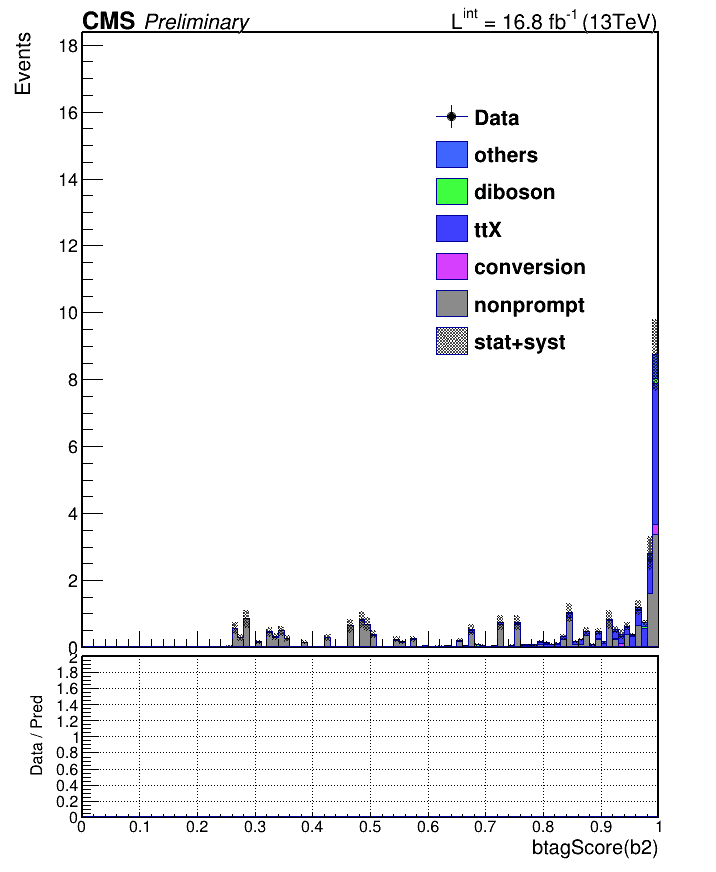 CMS Preliminary L^int = 16.8 fb^-1 (13TeV)
Events
18
16
14
12
10
8
6
4
2
0
Data
others
diboson
ttX
conversion
nonprompt
stat+syst
Data / Pred
2
1.8
1.6
1.4
1.2
1
0.8
0.6
0.4
0.2
0
0 0.1 0.2 0.3 0.4 0.5 0.6 0.7 0.8 0.9 1
btagScore(b2)